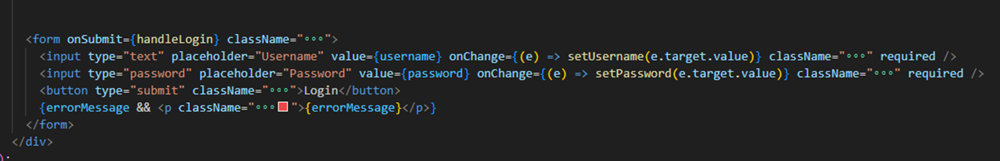 <form onSubmit={handleLogin} className="∘∘∘">
<input type="text" placeholder="Username" value={username} onChange={(e) => setUsername(e.target.value)} className="∘∘∘" required />
<input type="password" placeholder="Password" value={password} onChange={(e) => setPassword(e.target.value)} className="∘∘∘" required />
<button type="submit" className="∘∘∘">Login</button>
{errorMessage && <p className="∘∘∘🟥">{errorMessage}</p>}
</form>
</div>
);